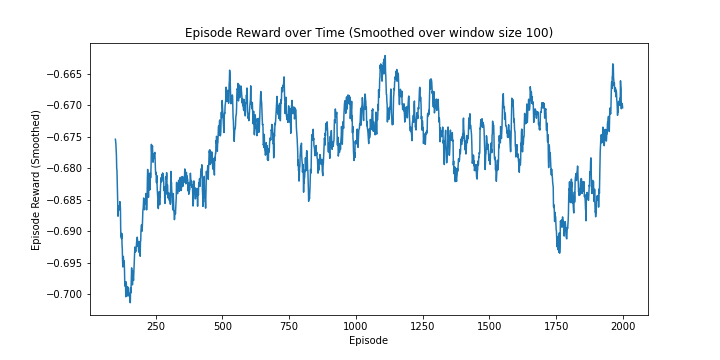 Episode Reward over Time (Smoothed over window size 100)
Episode Reward (Smoothed)
−0.665
−0.670
−0.675
−0.680
−0.685
−0.690
−0.695
−0.700
250 500 750 1000 1250 1500 1750 2000
Episode